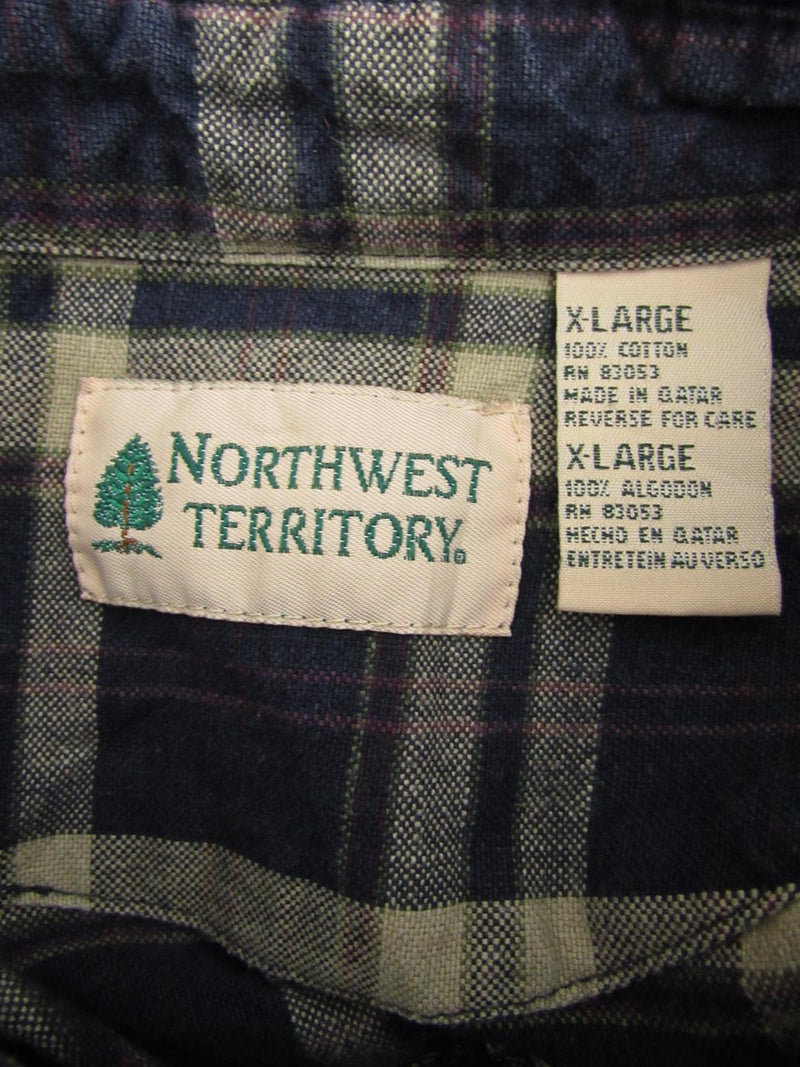 NORTHWEST
TERRITORY®
X-LARGE
100% COTTON
RN 83053
MADE IN QATAR
REVERSE FOR CARE
X-LARGE
100% ALGODON
RN 83053
HECHO EN QATAR
ENTRETEIN AU VERSO